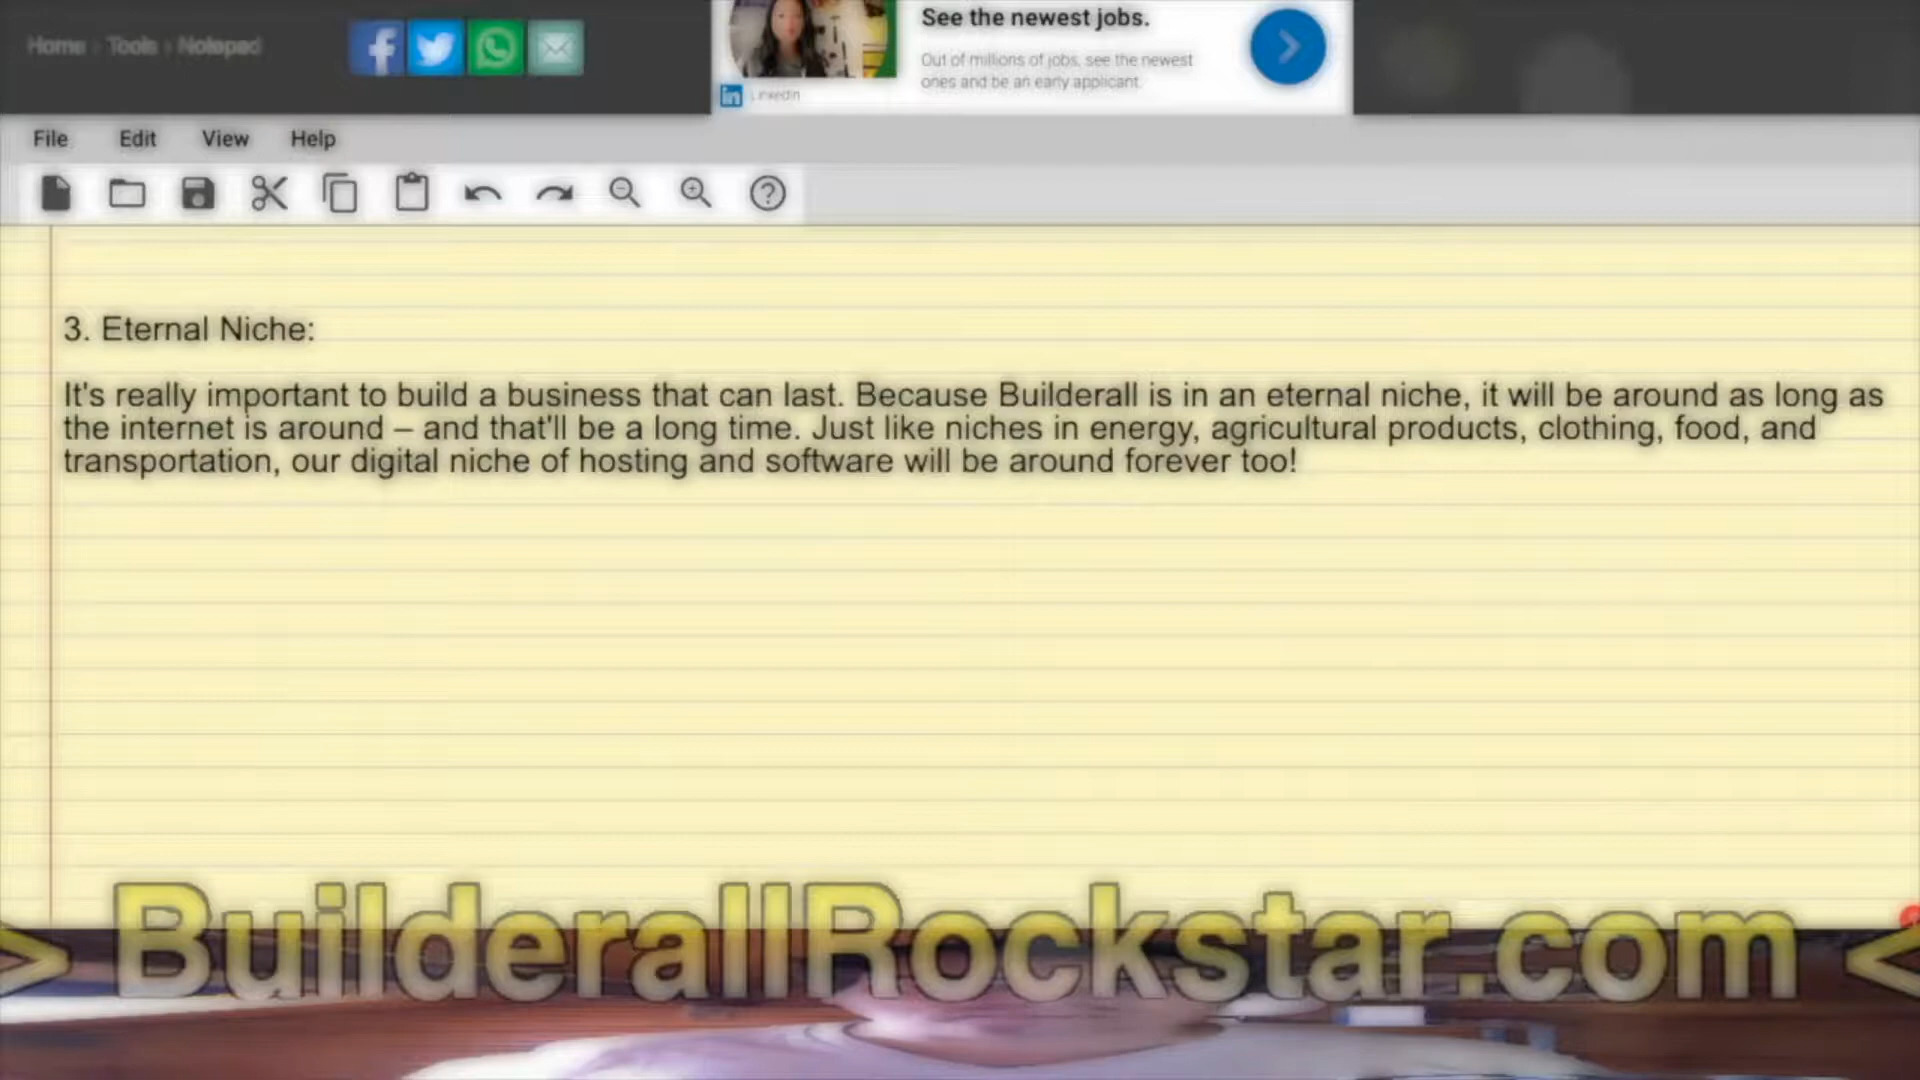 Home › Tools › Notepad
See the newest jobs.
Out of millions of jobs, see the newest
ones and be an early applicant.
in LinkedIn
File Edit View Help
3. Eternal Niche:
It's really important to build a business that can last. Because Builderall is in an eternal niche, it will be around as long as
the internet is around – and that'll be a long time. Just like niches in energy, agricultural products, clothing, food, and
transportation, our digital niche of hosting and software will be around forever too!
> BuilderallRockstar.com <